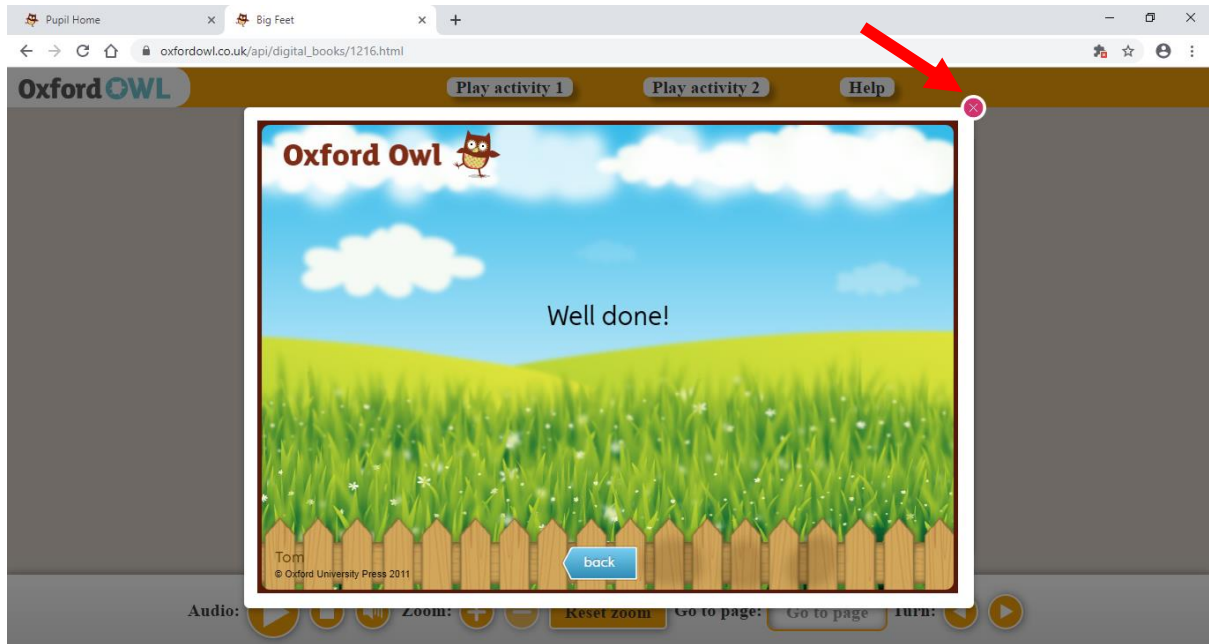 Pupil Home
Big Feet
oxfordowl.co.uk/api/digital_books/1216.html
Oxford OWL
Play activity 1
Play activity 2
Help
Oxford Owl
Well done!
Tom
© Oxford University Press 2011
back
Audio:
Zoom:
Reset zoom
Go to page:
Go to page
Turn: